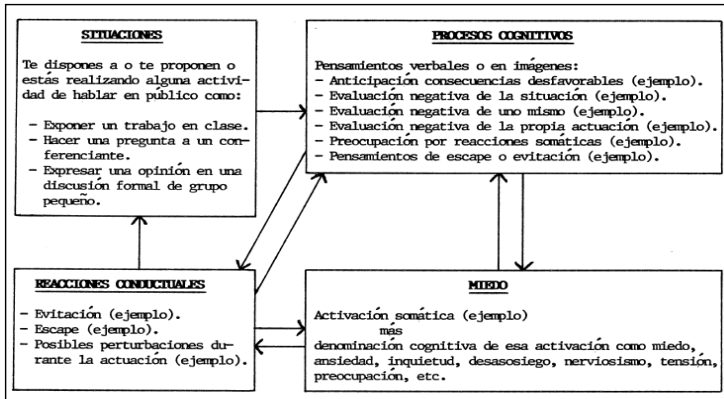 SITUACIONES
Te dispones a o te proponen o
estás realizando alguna activi-
dad de hablar en público como:
- Exponer un trabajo en clase.
- Hacer una pregunta a un con-
ferenciante.
- Expresar una opinión en una
discusión formal de grupo
pequeño.
PROCESOS COGNITIVOS
Pensamientos verbales o en imágenes:
- Anticipación consecuencias desfavorables (ejemplo).
- Evaluación negativa de la situación (ejemplo).
- Evaluación negativa de uno mismo (ejemplo).
- Evaluación negativa de la propia actuación (ejemplo).
- Preocupación por reacciones somáticas (ejemplo).
- Pensamientos de escape o evitación (ejemplo).
REACCIONES CONDUCTUALES
- Evitación (ejemplo).
- Escape (ejemplo).
- Posibles perturbaciones du-
rante la actuación (ejemplo).
MIEDO
Activación somática (ejemplo)
más
denominación cognitiva de esa activación como miedo,
ansiedad, inquietud, desasosiego, nerviosismo, tensión,
preocupación, etc.